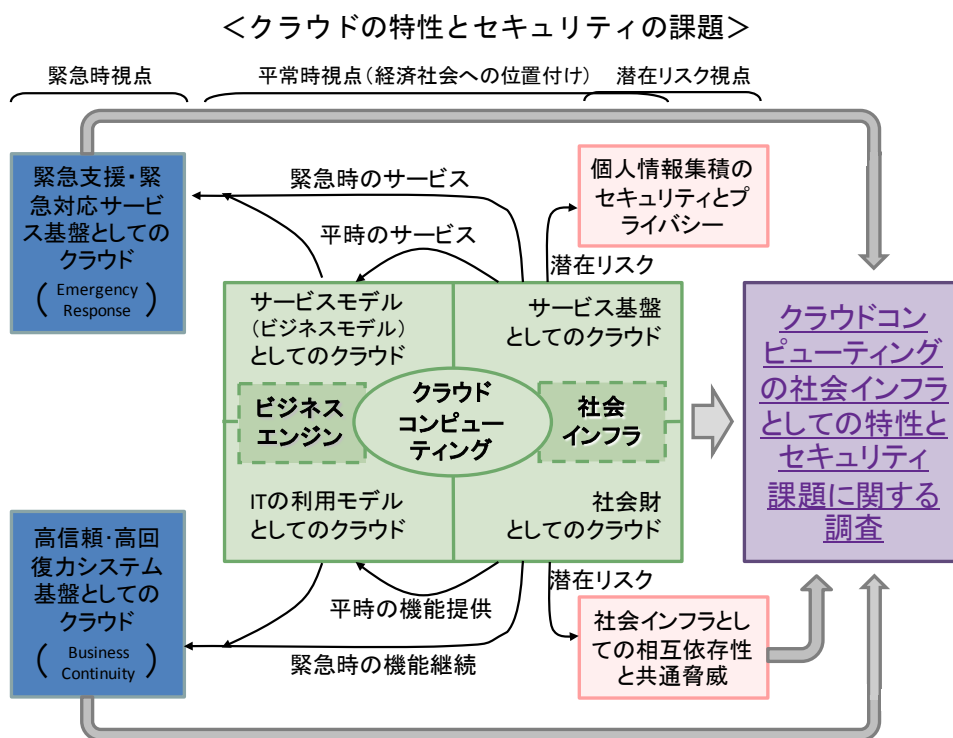 ＜クラウドの特性とセキュリティの課題＞
緊急時視点
平常時視点（経済社会への位置付け）
潜在リスク視点
緊急支援・緊
急対応サービ
ス基盤としての
クラウド
（Emergency
Response）
緊急時のサービス
平時のサービス
個人情報集積の
セキュリティとプ
ライバシー
潜在リスク
サービスモデル
（ビジネスモデル）
としてのクラウド
サービス基盤
としてのクラウド
ビジネス
エンジン
クラウド
コンピュー
ティング
社会
インフラ
ITの利用モデル
としてのクラウド
社会財
としてのクラウド
クラウドコン
ピューティング
の社会インフラ
としての特性と
セキュリティ
課題に関する
調査
高信頼・高回
復力システム
基盤としての
クラウド
（Business
Continuity）
潜在リスク
平時の機能提供
緊急時の機能継続
社会インフラとし
ての相互依存性
と共通脅威